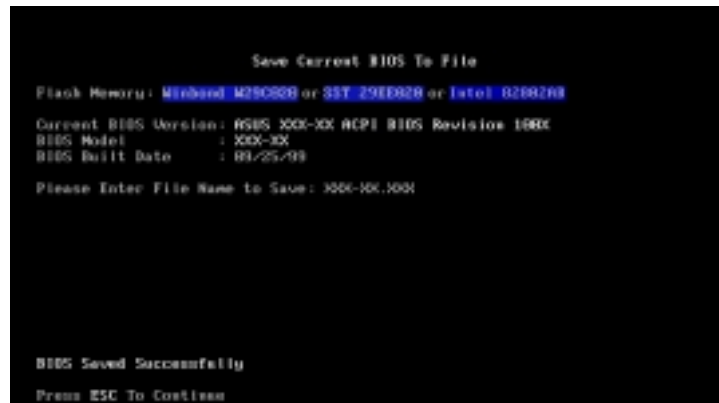 Save Current BIOS To File
Flash Memory: Winbond W29C020 or SST 29EE020 or Intel 82802AB
Current BIOS Version: ASUS XXX-XX ACPI BIOS Revision 100X
BIOS Model : XXX-XX
BIOS Built Date : 09/25/99
Please Enter File Name to Save: XXX-XX.XXX
BIOS Saved Successfully
Press ESC To Continue